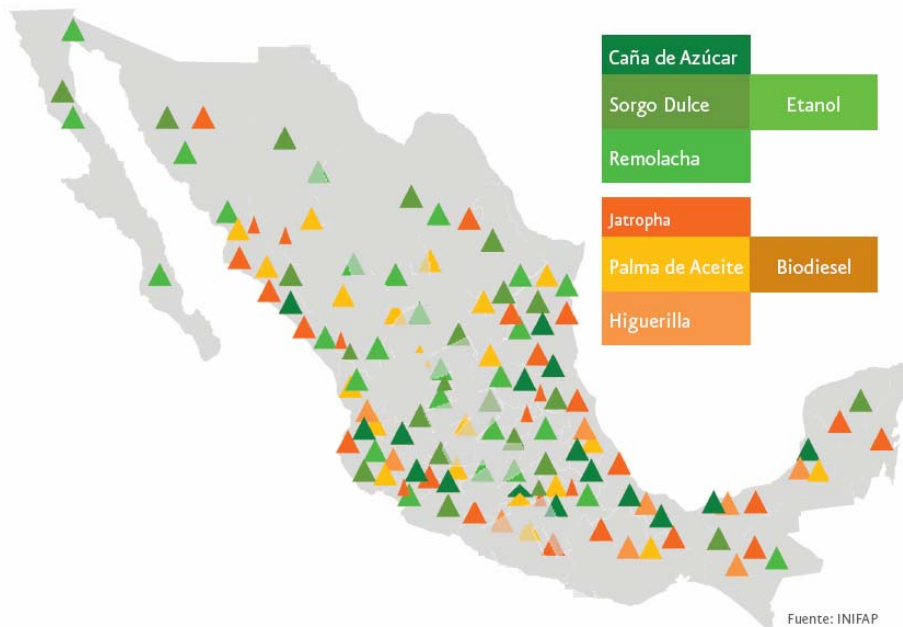 Caña de Azúcar
Sorgo Dulce
Etanol
Remolacha
Jatropha
Palma de Aceite
Biodiesel
Higuerilla
Fuente: INIFAP